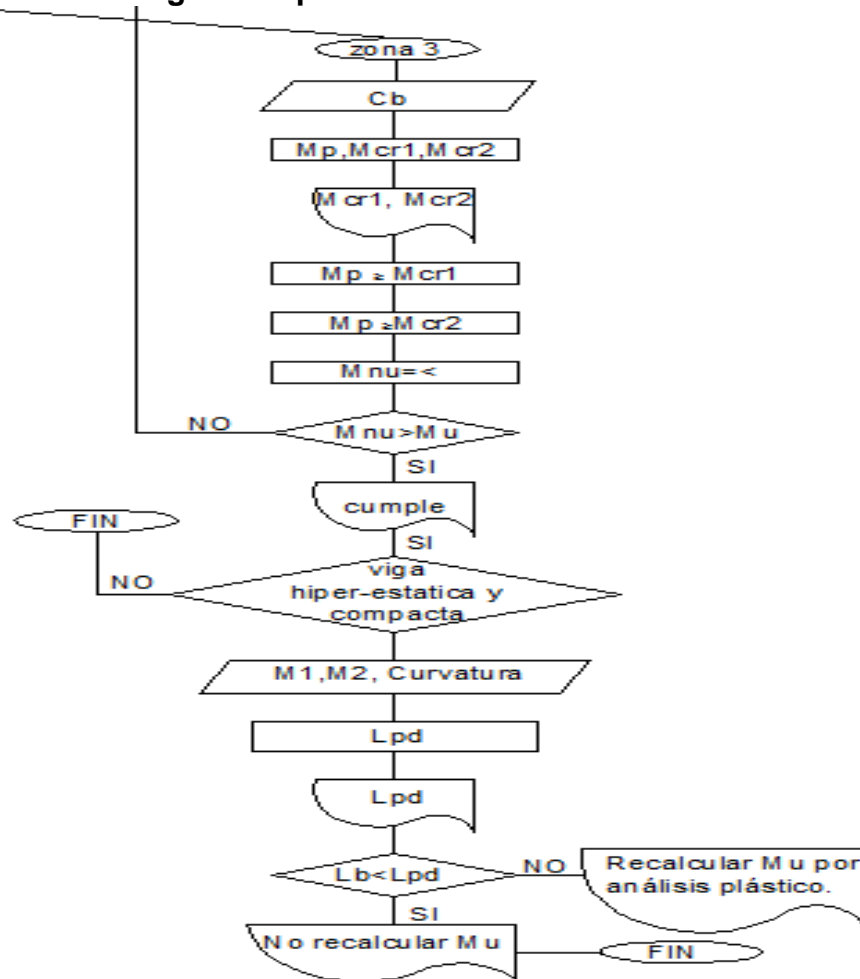 zona 3
Cb
Mp,Mcr1,Mcr2
Mcr1, Mcr2
Mp ≥ Mcr1
Mp ≥Mcr2
Mnu=<
NO
Mnu>Mu
SI
cumple
FIN
SI
NO
viga
hiper-estatica y
compacta
M1,M2, Curvatura
Lpd
Lpd
Lb<Lpd
NO
Recalcular Mu por
análisis plástico.
SI
No recalcular Mu
FIN